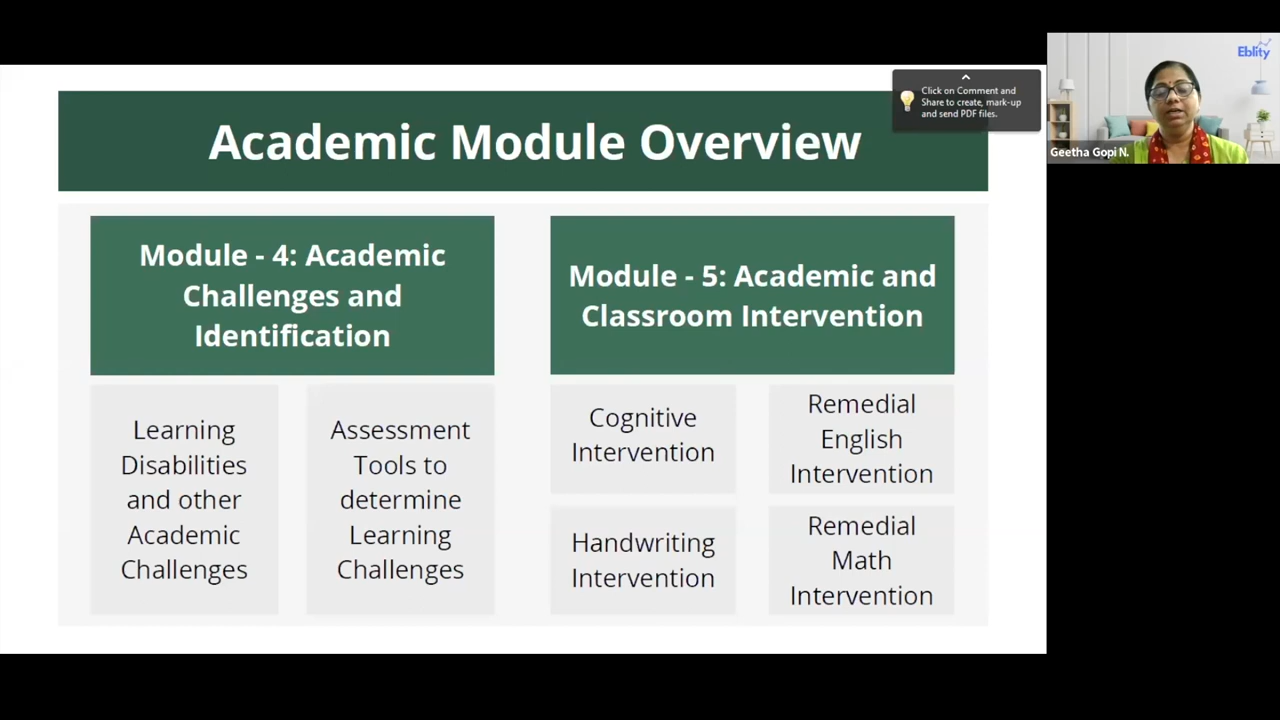 Academic Module Overview
Click on Comment and
Share to create, mark-up
and send PDF files.
Eblity
Geetha Gopi N.
Module - 4: Academic
Challenges and
Identification
Learning
Disabilities
and other
Academic
Challenges
Assessment
Tools to
determine
Learning
Challenges
Module - 5: Academic and
Classroom Intervention
Cognitive
Intervention
Remedial
English
Intervention
Handwriting
Intervention
Remedial
Math
Intervention